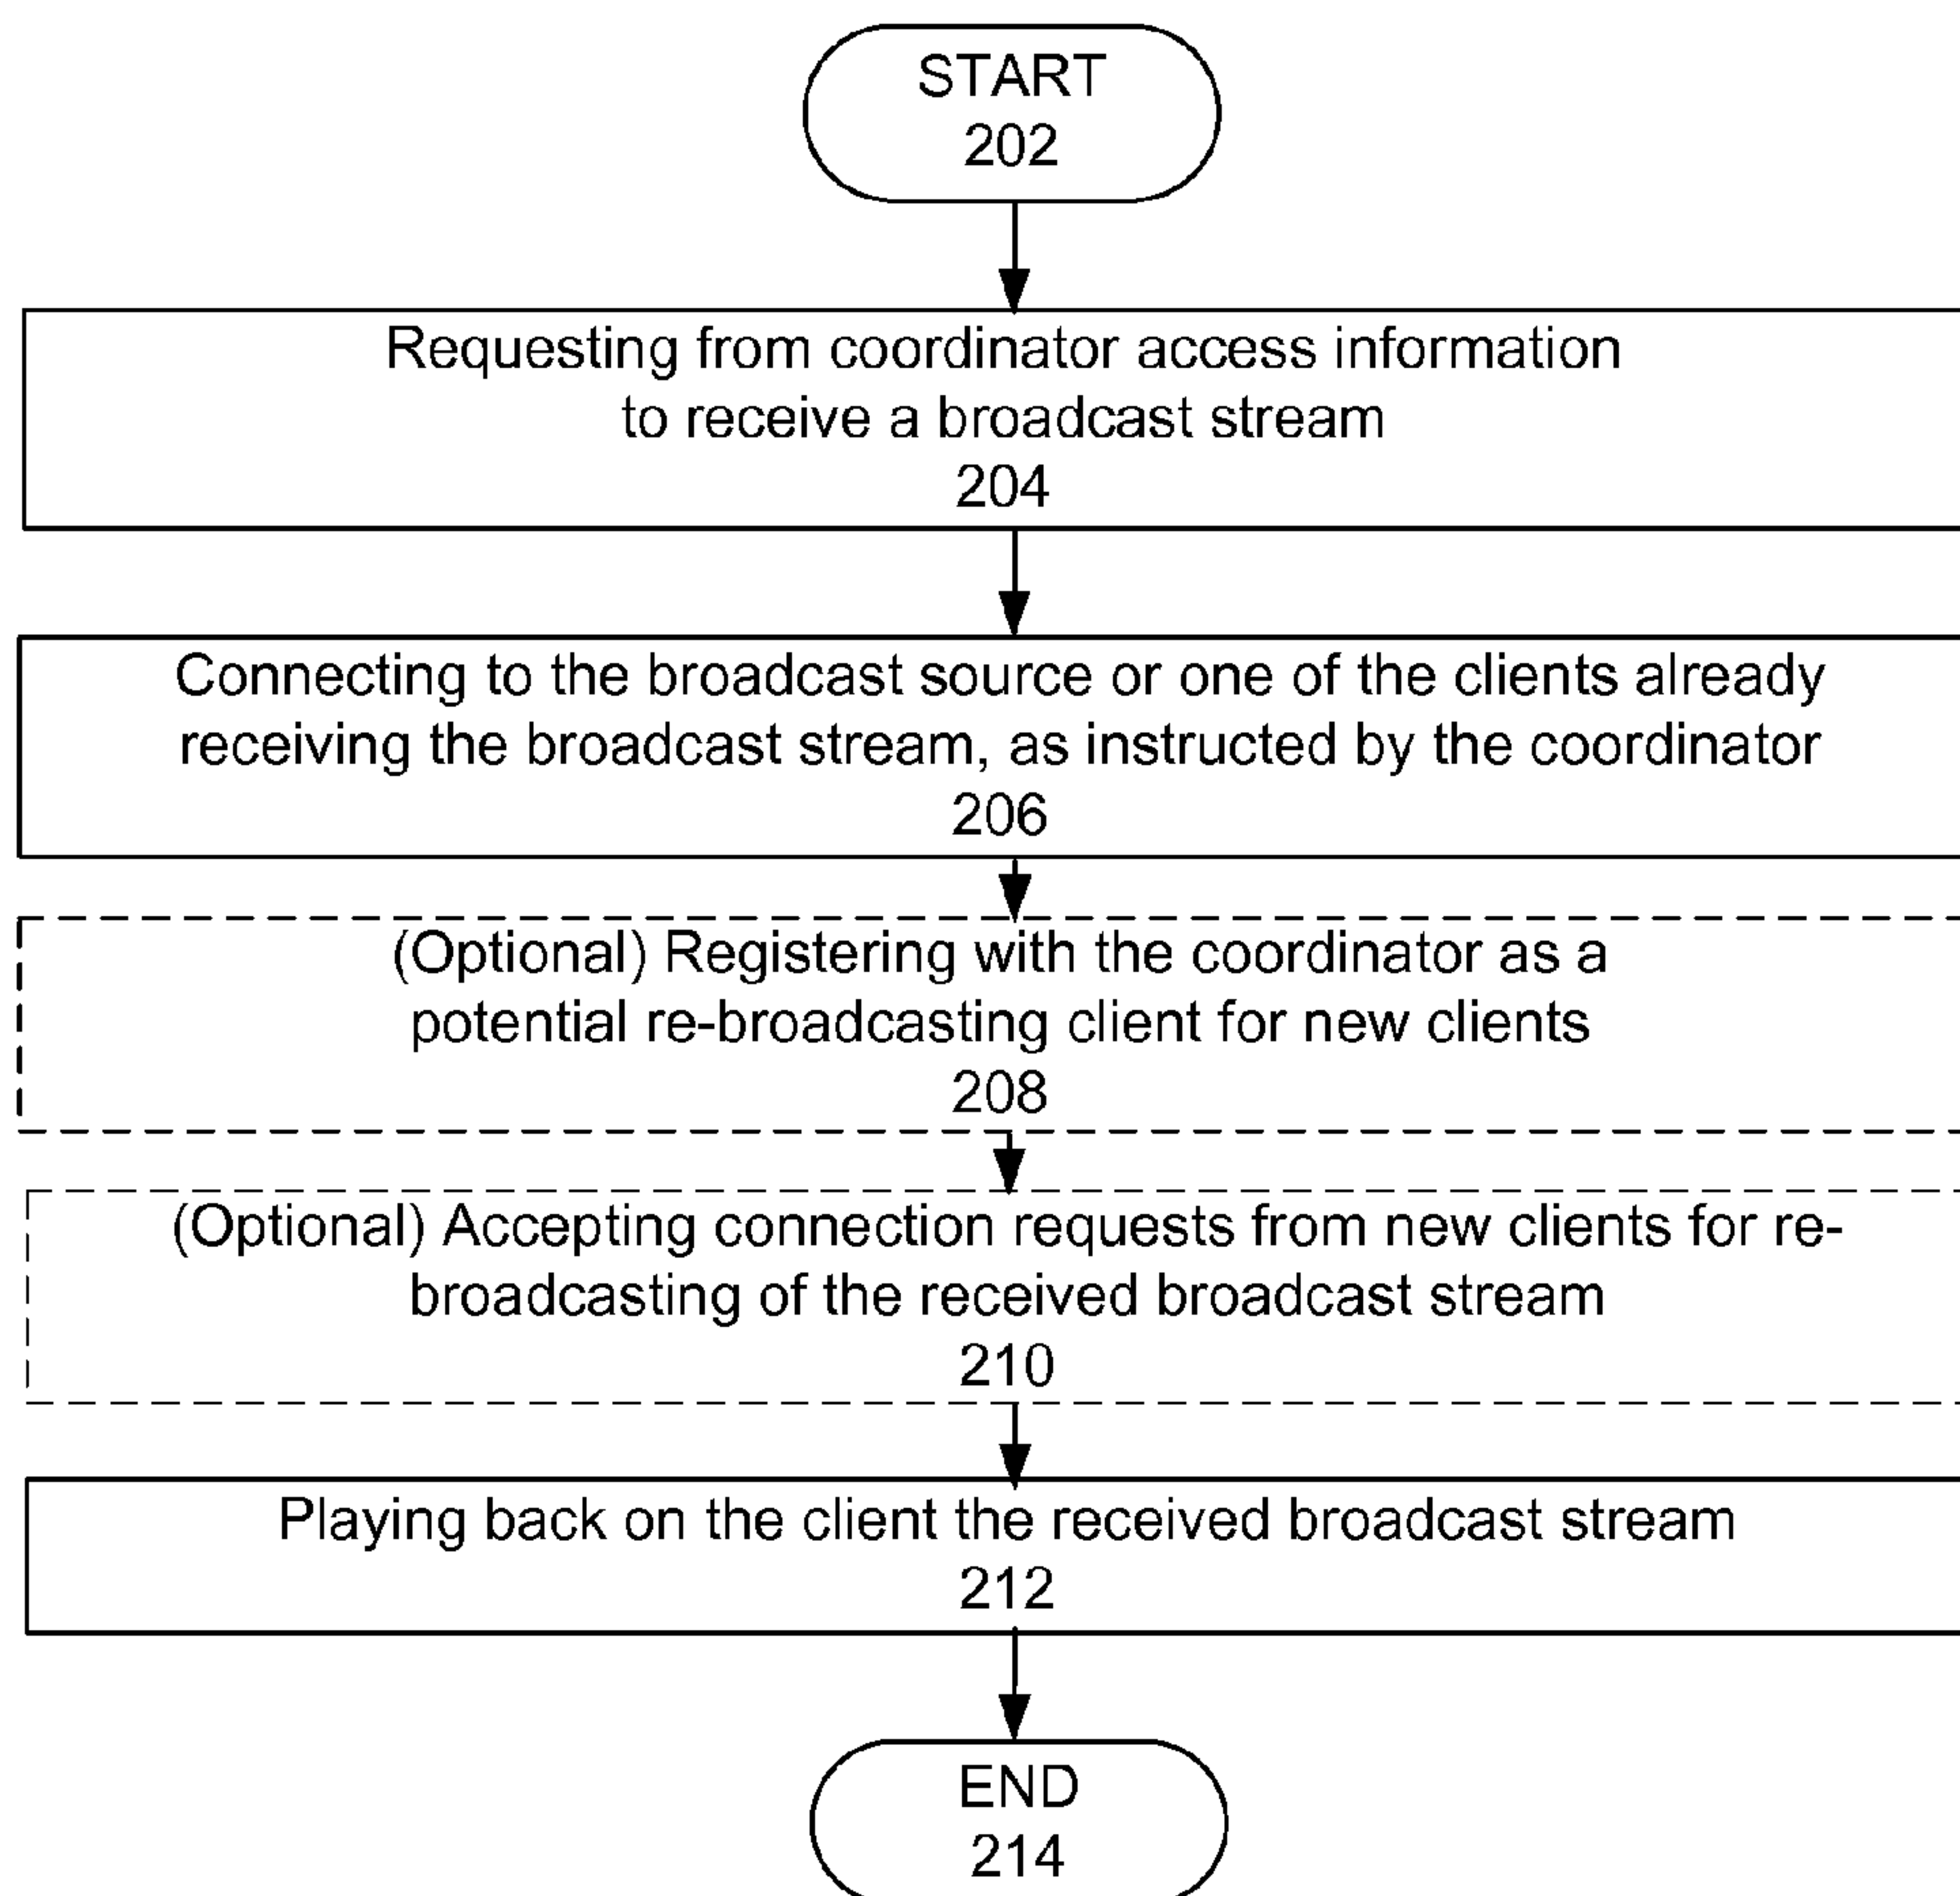 START
202
Requesting from coordinator access information
to receive a broadcast stream
204
Connecting to the broadcast source or one of the clients already
receiving the broadcast stream, as instructed by the coordinator
206
(Optional) Registering with the coordinator as a
potential re-broadcasting client for new clients
208
(Optional) Accepting connection requests from new clients for re-
broadcasting of the received broadcast stream
210
Playing back on the client the received broadcast stream
212
END
214